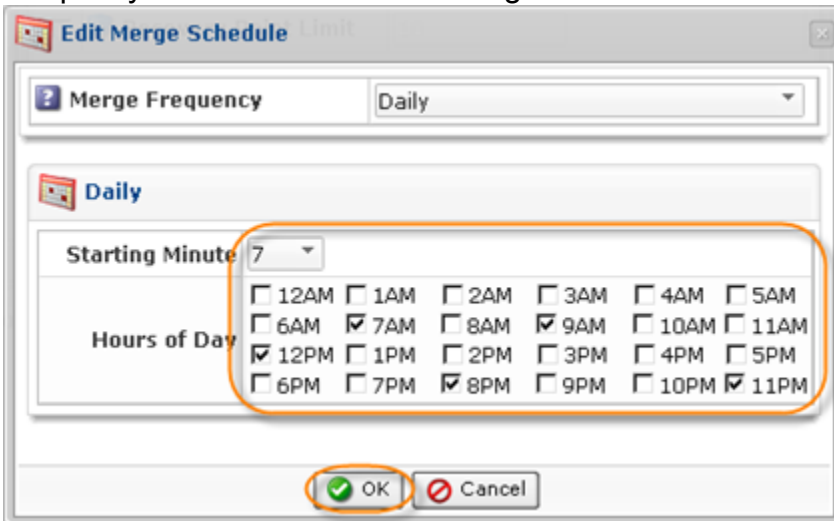 Edit Merge Schedule
Merge Frequency Daily
Daily
Starting Minute 7
12AM 1AM 2AM 3AM 4AM 5AM
6AM 7AM 8AM 9AM 10AM 11AM
Hours of Day
12PM 1PM 2PM 3PM 4PM 5PM
6PM 7PM 8PM 9PM 10PM 11PM
OK Cancel